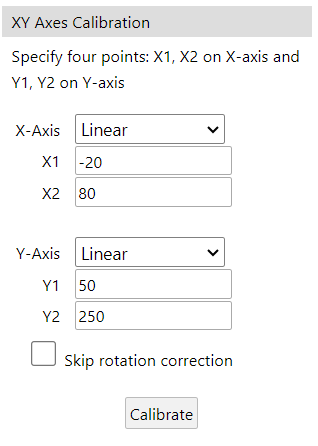 XY Axes Calibration
Specify four points: X1, X2 on X-axis and
Y1, Y2 on Y-axis
X-Axis Linear
X1 -20
X2 80
Y-Axis Linear
Y1 50
Y2 250
Skip rotation correction
Calibrate